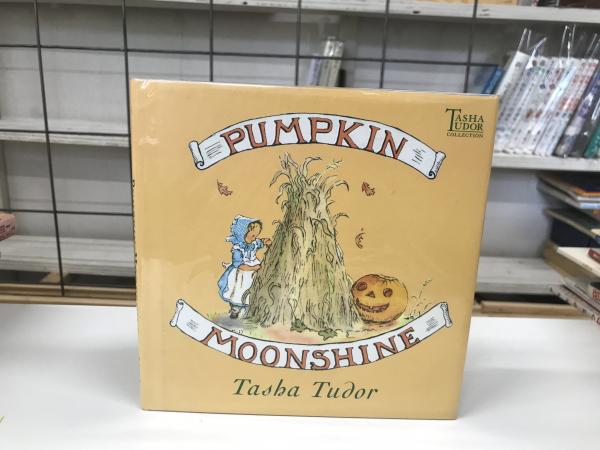 TASHA
TUDOR
COLLECTION
PUMPKIN
MOONSHINE
Tasha Tudor